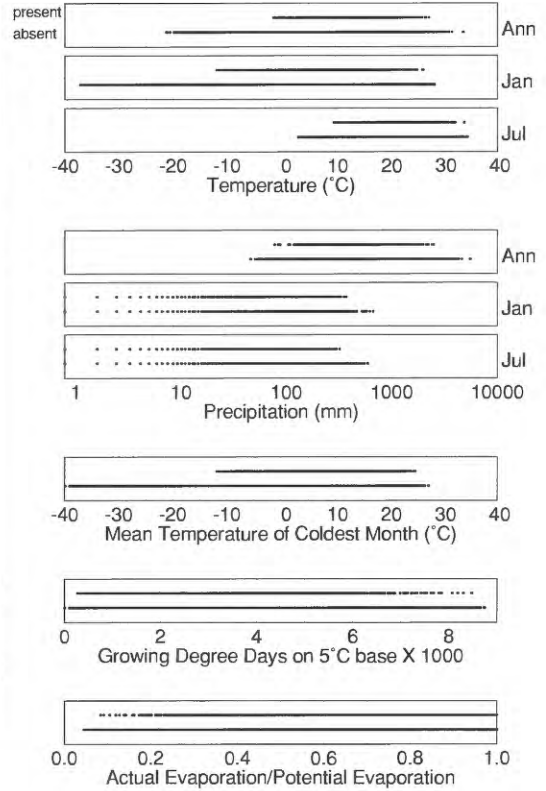 present
absent
Ann
Jan
Jul
-40 -30 -20 -10 0 10 20 30 40
Temperature (˚C)
Ann
Jan
Jul
1 10 100 1000 10000
Precipitation (mm)
-40 -30 -20 -10 0 10 20 30 40
Mean Temperature of Coldest Month (˚C)
0 2 4 6 8
Growing Degree Days on 5˚C base X 1000
0.0 0.2 0.4 0.6 0.8 1.0
Actual Evaporation/Potential Evaporation